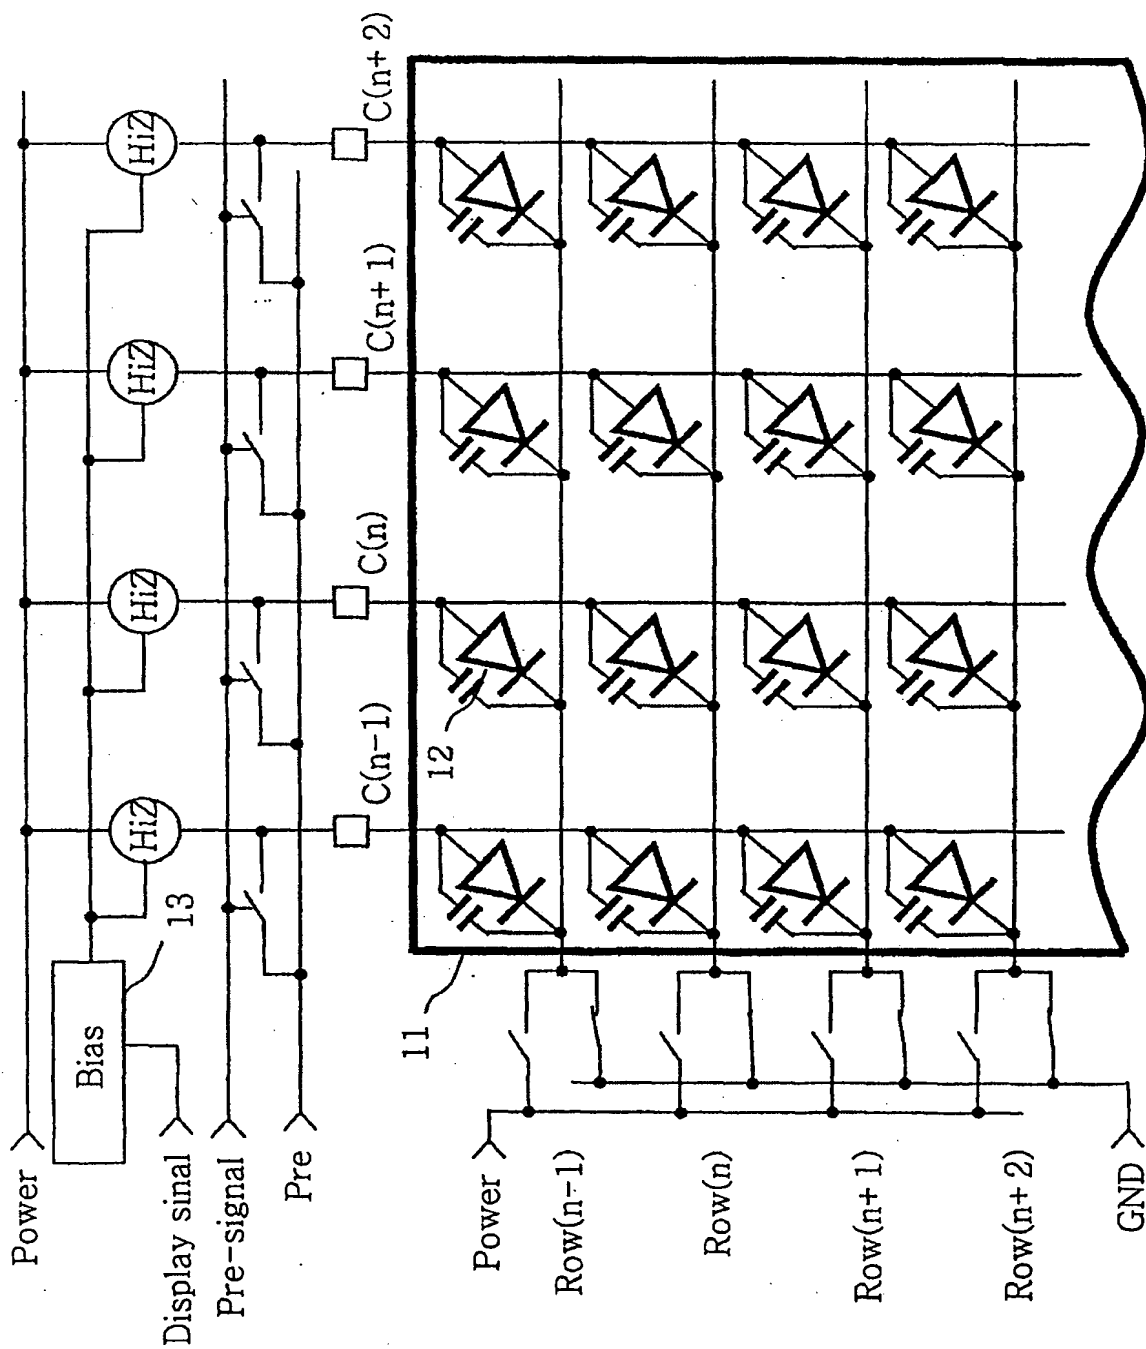 Power
Bias
13
Display sinal
Pre-signal
Pre
HiZ
HiZ
HiZ
HiZ
C(n-1)
C(n)
C(n+1)
C(n+2)
11
12
Power
Row(n-1)
Row(n)
Row(n+1)
Row(n+2)
GND